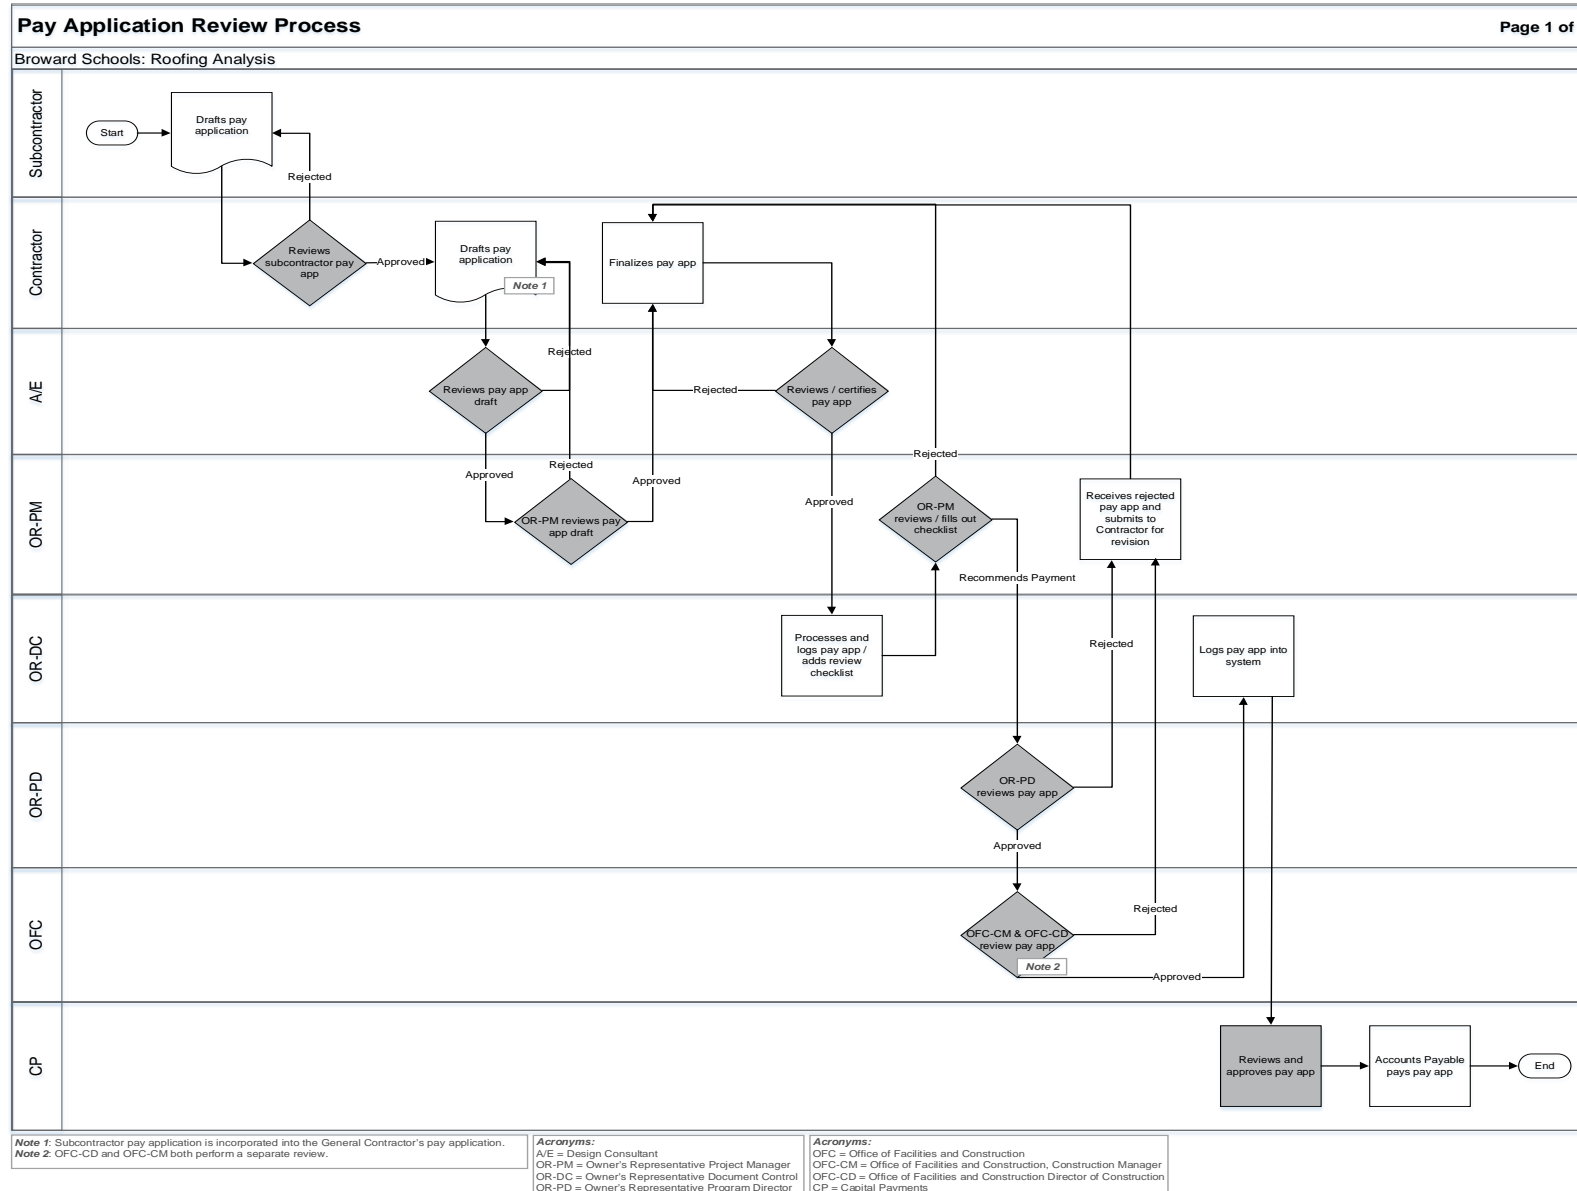 Pay Application Review Process
Page 1 of
Broward Schools: Roofing Analysis
Subcontractor
Start
Drafts pay
application
Rejected
Contractor
Reviews
subcontractor pay
app
Approved
Drafts pay
application
Note 1
Finalizes pay app
A/E
Reviews pay app
draft
Rejected
Rejected
Reviews / certifies
pay app
Approved
Rejected
Approved
Approved
Rejected
OR-PM
OR-PM reviews pay
app draft
OR-PM
reviews / fills out
checklist
Recommends Payment
Receives rejected
pay app and
submits to
Contractor for
revision
OR-DC
Processes and
logs pay app /
adds review
checklist
Rejected
Logs pay app into
system
OR-PD
OR-PD
reviews pay app
Approved
OFC
OFC-CM & OFC-CD
review pay app
Note 2
Rejected
Approved
CP
Reviews and
approves pay app
Accounts Payable
pays pay app
End
Note 1: Subcontractor pay application is incorporated into the General Contractor's pay application.
Note 2: OFC-CD and OFC-CM both perform a separate review.
Acronyms:
A/E = Design Consultant
OR-PM = Owner's Representative Project Manager
OR-DC = Owner's Representative Document Control
OR-PD = Owner's Representative Program Director
Acronyms:
OFC = Office of Facilities and Construction
OFC-CM = Office of Facilities and Construction, Construction Manager
OFC-CD = Office of Facilities and Construction Director of Construction
CP = Capital Payments